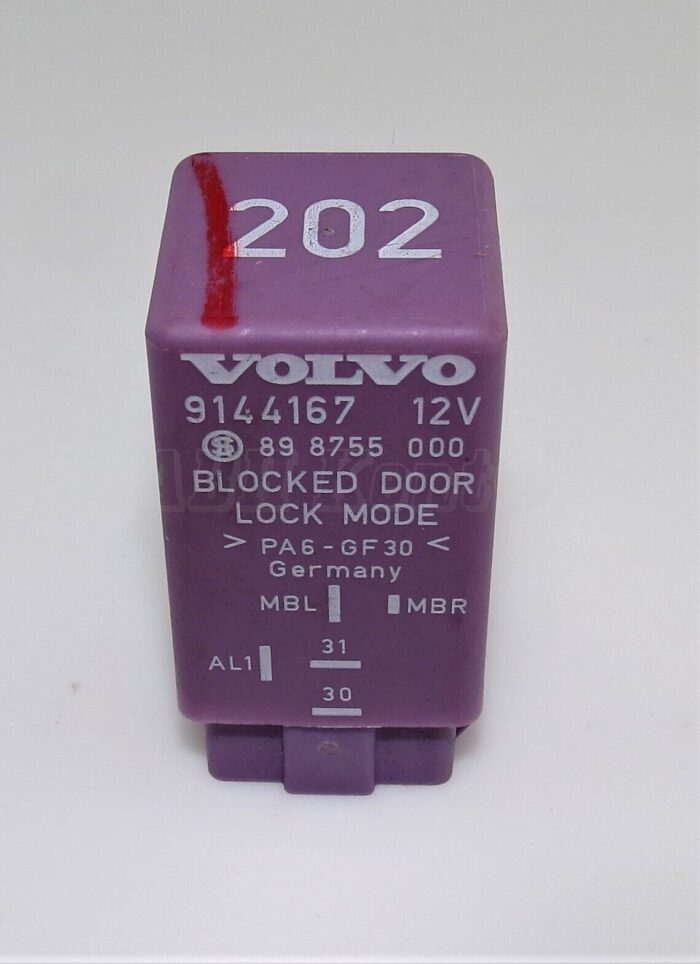 202
VOLVO
9144167 12V
89 8755 000
BLOCKED DOOR
LOCK MODE
> PA6-GF30 <
Germany
MBL MBR
31
AL1
30